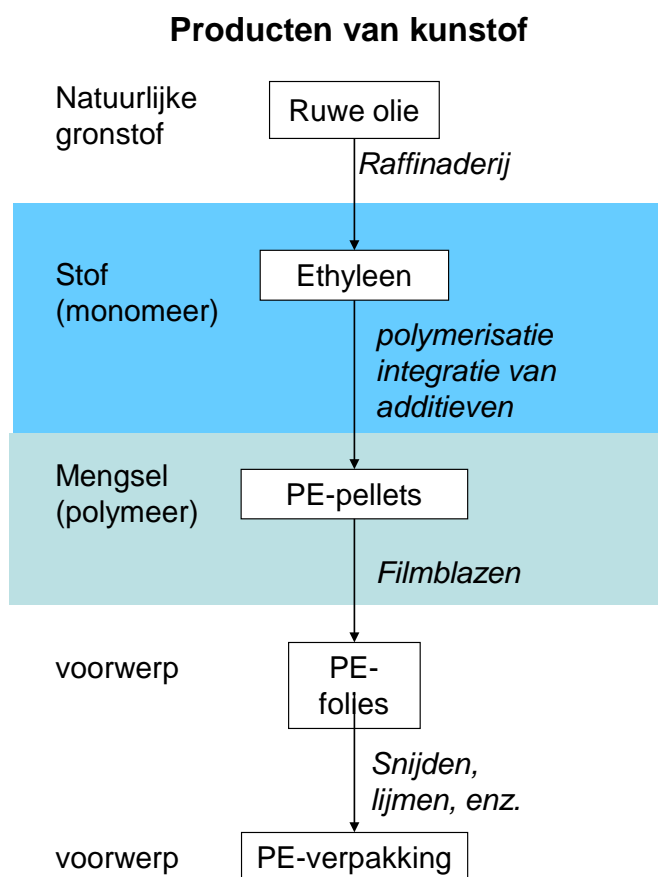 Producten van kunstof
Natuurlijke
gronstof
Ruwe olie
Raffinaderij
Stof
(monomeer)
Ethyleen
polymerisatie
integratie van
additieven
Mengsel
(polymeer)
PE-pellets
Filmblazen
voorwerp
PE-
folies
Snijden,
lijmen, enz.
voorwerp
PE-verpakking